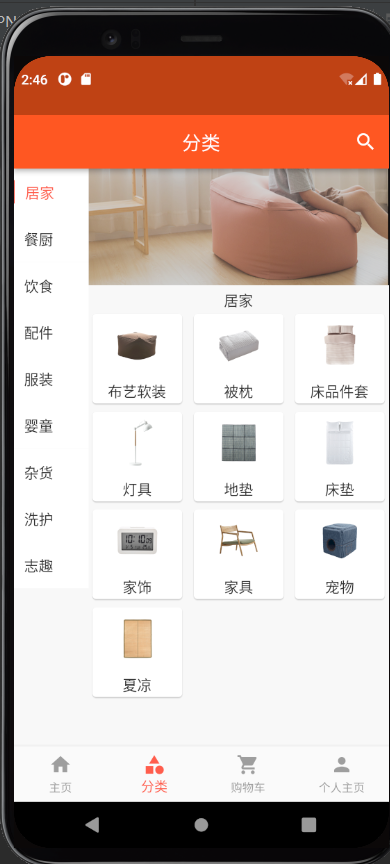 PN
2:46
分类
居家
餐厨
饮食
配件
服装
婴童
杂货
洗护
志趣
居家
布艺软装 被枕 床品件套
灯具 地垫 床垫
10:10
家饰 家具 宠物
夏凉
主页 分类 购物车 个人主页